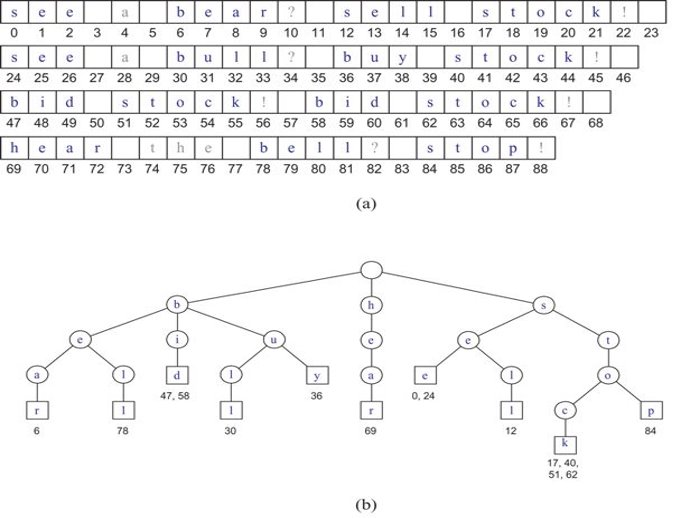 s e e a b e a r ? s e l l s t o c k !
0 1 2 3 4 5 6 7 8 9 10 11 12 13 14 15 16 17 18 19 20 21 22 23
s e e a b u l l ? b u y s t o c k !
24 25 26 27 28 29 30 31 32 33 34 35 36 37 38 39 40 41 42 43 44 45 46
b i d s t o c k ! b i d s t o c k !
47 48 49 50 51 52 53 54 55 56 57 58 59 60 61 62 63 64 65 66 67 68
h e a r t h e b e l l ? s t o p !
69 70 71 72 73 74 75 76 77 78 79 80 81 82 83 84 85 86 87 88
(a)
b h s
e i u e e t
a l d l y a e l o
47, 58 36 0, 24
r l l r l c p
6 78 30 69 12 84
k
17, 40,
51, 62
(b)